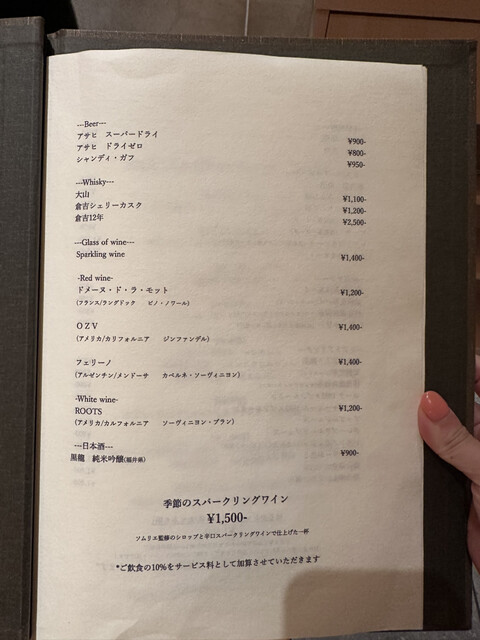 ---Beer---
アサヒ スーパードライ ¥900-
アサヒ ドライゼロ ¥800-
シャンディ・ガフ ¥950-
---Whisky---
大山 ¥1,100-
倉吉シェリーカスク ¥1,200-
倉吉12年 ¥2,500-
---Glass of wine---
Sparkling wine ¥1,400-
-Red wine-
ドメーヌ・ド・ラ・モット ¥1,200-
(フランス/ラングドック ピノ・ノワール)
OZV ¥1,400-
(アメリカ/カリフォルニア ジンファンデル)
フェリーノ ¥1,400-
(アルゼンチン/メンドーサ カベルネ・ソーヴィニヨン)
-White wine-
ROOTS ¥1,200-
(アメリカ/カルフォルニア ソーヴィニヨン・ブラン)
---日本酒---
黒龍 純米吟醸(福井県) ¥900-
季節のスパークリングワイン
¥1,500-
ソムリエ監修のシロップと辛口スパークリングワインで仕上げた一杯
*ご飲食の10%をサービス料として加算させていただきます